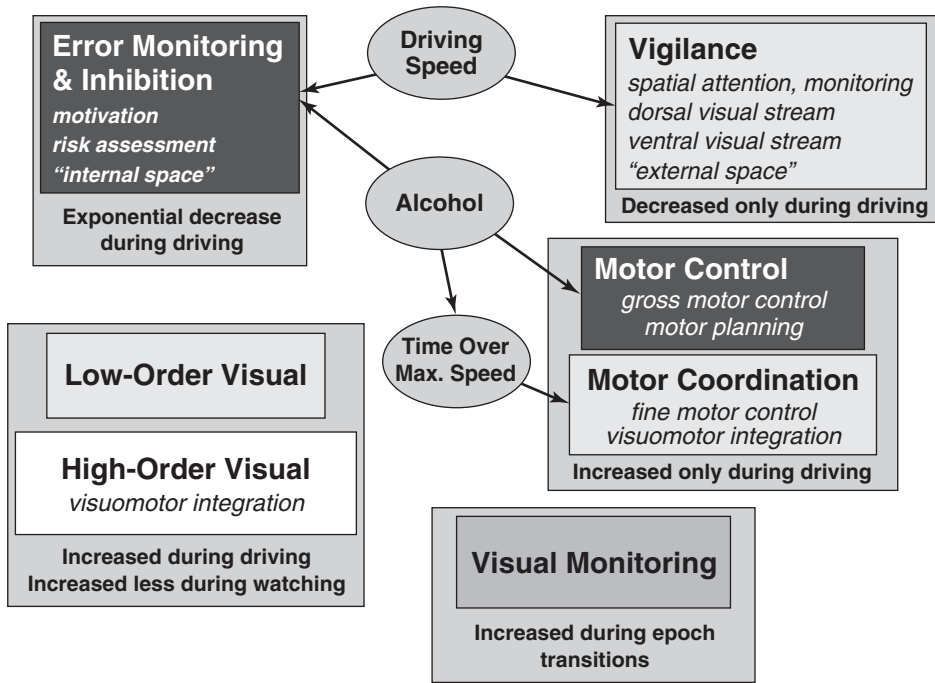 Error Monitoring
& Inhibition
motivation
risk assessment
“internal space”
Exponential decrease
during driving
Driving
Speed
Vigilance
spatial attention, monitoring
dorsal visual stream
ventral visual stream
“external space”
Decreased only during driving
Alcohol
Motor Control
gross motor control
motor planning
Time Over
Max. Speed
Motor Coordination
fine motor control
visuomotor integration
Increased only during driving
Low-Order Visual
High-Order Visual
visuomotor integration
Increased during driving
Increased less during watching
Visual Monitoring
Increased during epoch
transitions